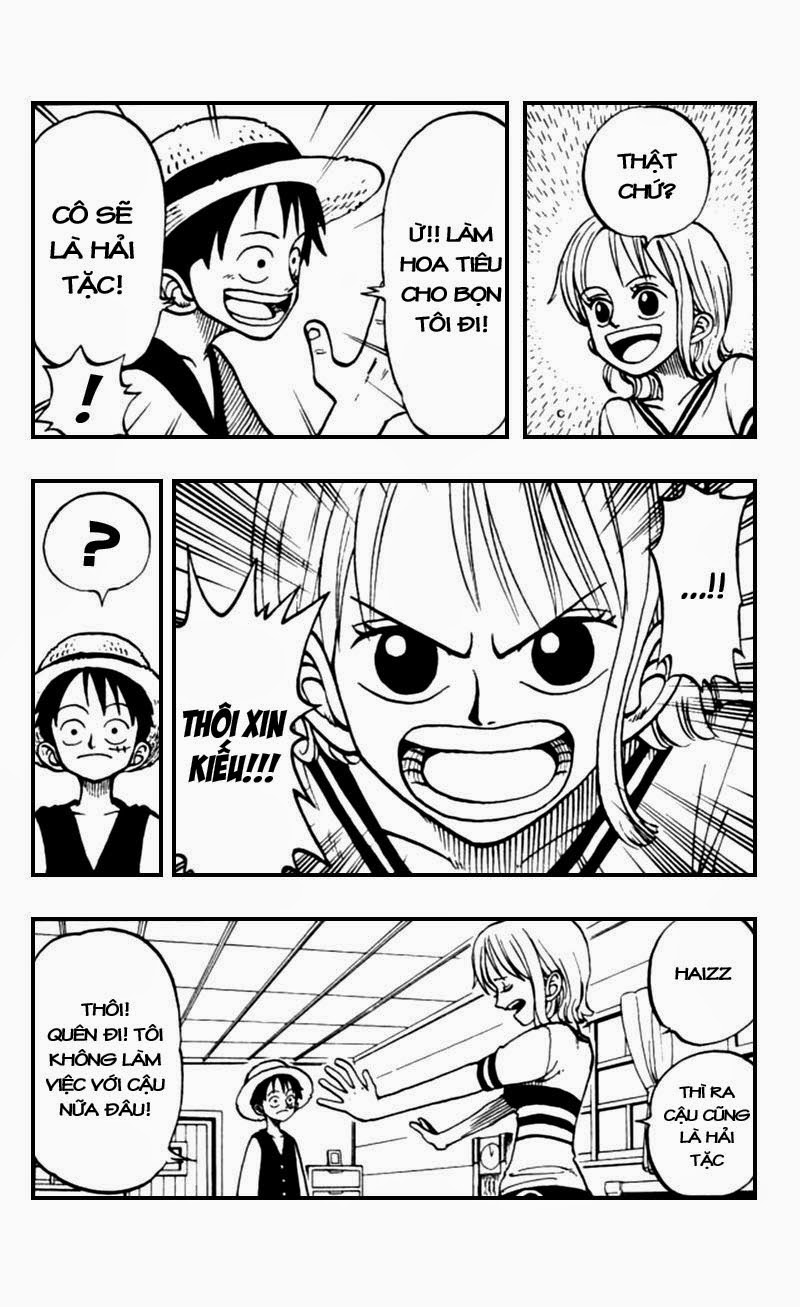 THẬT
CHỨ?
Ừ!! LÀM
HOA TIÊU
CHO BỌN
TÔI ĐI!
CÔ SẼ
LÀ HẢI
TẶC!
!
...!!
THÔI XIN
KIẾU!!!
?
HAIZZ
THÌ RA
CẬU CŨNG
LÀ HẢI
TẶC
THÔI!
QUÊN ĐI! TÔI
KHÔNG LÀM
VIỆC VỚI CẬU
NỮA ĐÂU!